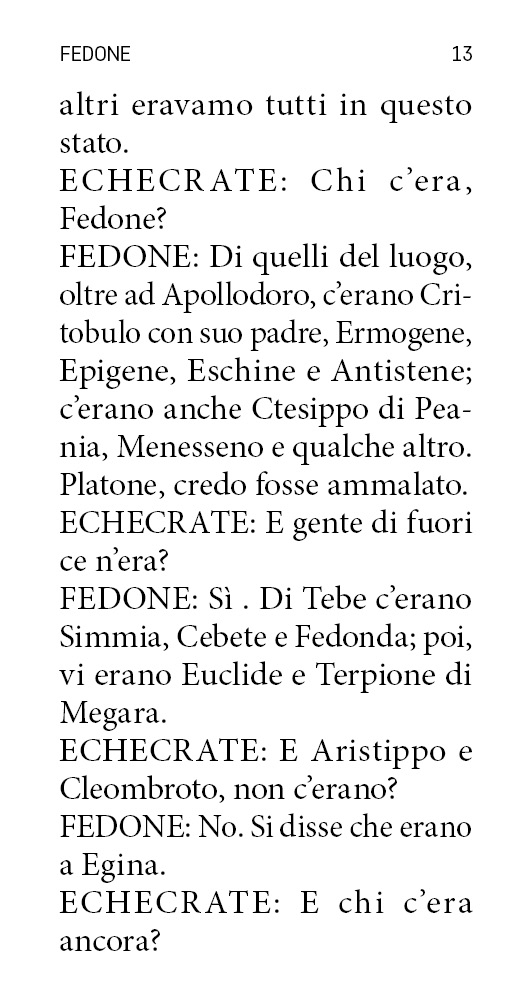 FEDONE 13
altri eravamo tutti in questo
stato.
ECHECRATE: Chi c’era,
Fedone?
FEDONE: Di quelli del luogo,
oltre ad Apollodoro, c’erano Cri-
tobulo con suo padre, Ermogene,
Epigene, Eschine e Antistene;
c’erano anche Ctesippo di Pea-
nia, Menesseno e qualche altro.
Platone, credo fosse ammalato.
ECHECRATE: E gente di fuori
ce n’era?
FEDONE: Sì . Di Tebe c’erano
Simmia, Cebete e Fedonda; poi,
vi erano Euclide e Terpione di
Megara.
ECHECRATE: E Aristippo e
Cleombroto, non c’erano?
FEDONE: No. Si disse che erano
a Egina.
ECHECRATE: E chi c’era
ancora?